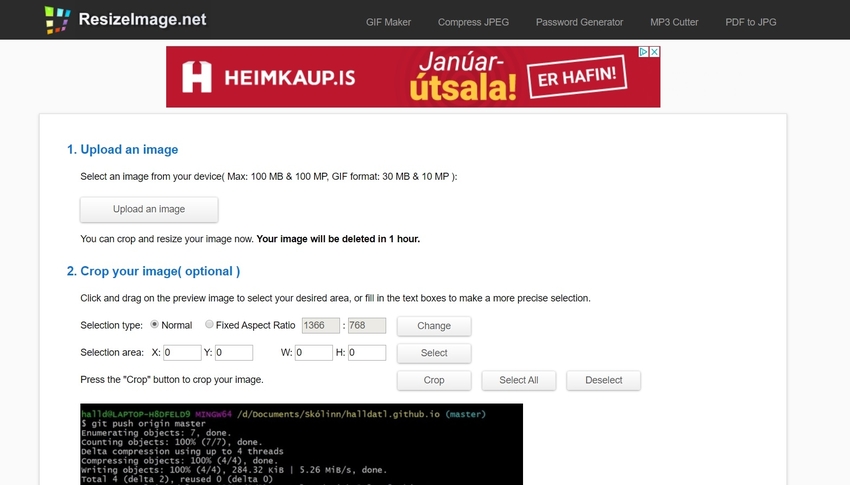 ResizeImage.net
GIF Maker Compress JPEG Password Generator MP3 Cutter PDF to JPG
HEIMKAUP.IS Janúar-útsala! ER HAFIN!
1. Upload an image
Select an image from your device( Max: 100 MB & 100 MP, GIF format: 30 MB & 10 MP ):
Upload an image
You can crop and resize your image now. Your image will be deleted in 1 hour.
2. Crop your image( optional )
Click and drag on the preview image to select your desired area, or fill in the text boxes to make a more precise selection.
Selection type: Normal Fixed Aspect Ratio 1366 : 768 Change
Selection area: X: 0 Y: 0 W: 0 H: 0 Select
Press the "Crop" button to crop your image. Crop Select All Deselect
halld@LAPTOP-H8DFELD9 MINGW64 /d/Documents/Skólinn/halldatl.github.io (master)
$ git push origin master
Enumerating objects: 7, done.
Counting objects: 100% (7/7), done.
Delta compression using up to 4 threads
Compressing objects: 100% (4/4), done.
Writing objects: 100% (4/4), 284.32 KiB | 5.26 MiB/s, done.
Total 4 (delta 2), reused 0 (delta 0)